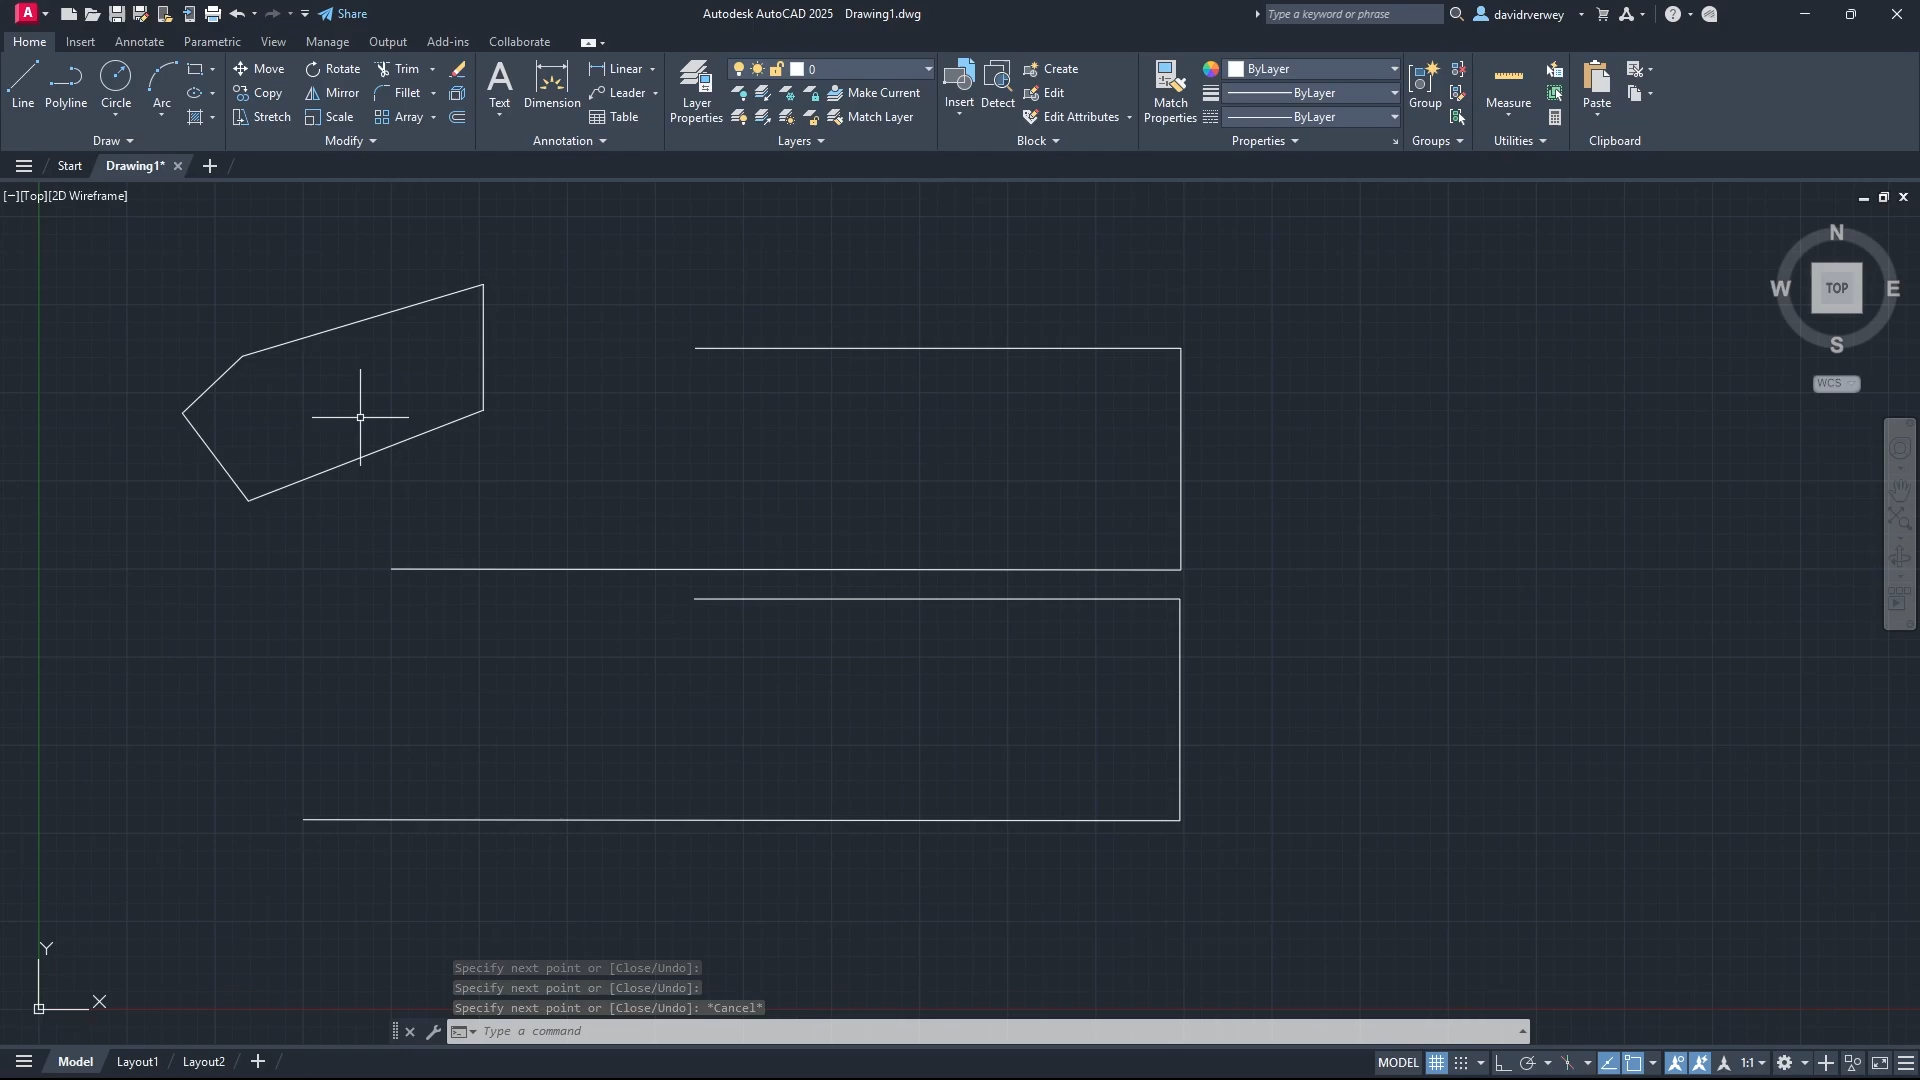 A Share Autodesk AutoCAD 2025 Drawing1.dwg Type a keyword or phrase davidrverwey
Home Insert Annotate Parametric View Manage Output Add-ins Collaborate
Line Polyline Circle Arc
Move Rotate Trim
Copy Mirror Fillet
Stretch Scale Array
Text Dimension
Linear
Leader
Table
Layer Properties
0
Make Current
Match Layer
Insert Detect
Create
Edit
Edit Attributes
Match Properties
ByLayer
ByLayer
ByLayer
Group Measure Paste
Draw Modify Annotation Layers Block Properties Groups Utilities Clipboard
Start Drawing1*
[−][Top][2D Wireframe]
N
W TOP E
S
WCS
Y
X
Specify next point or [Close/Undo]:
Specify next point or [Close/Undo]:
Specify next point or [Close/Undo]: *Cancel*
Type a command
Model Layout1 Layout2 MODEL 1:1